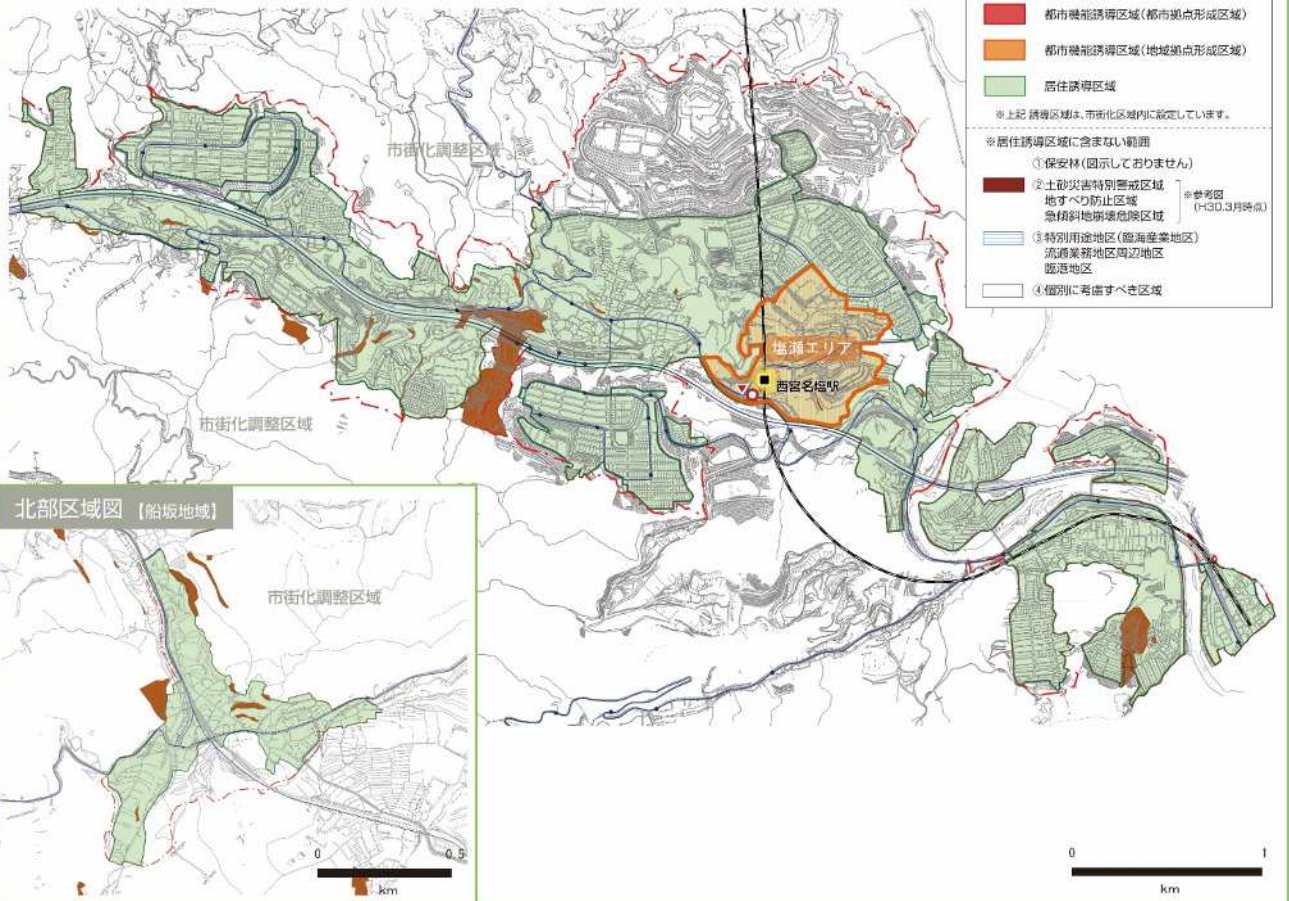 都市機能誘導区域(都市拠点形成区域)
都市機能誘導区域(地域拠点形成区域)
居住誘導区域
※上記 誘導区域は、市街化区域内に設定しています。
※居住誘導区域に含まない範囲
①保安林(図示しておりません)
②土砂災害特別警戒区域
地すべり防止区域
急傾斜地崩壊危険区域
※参考図
(H30.3月時点)
③特別用途地区(臨海産業地区)
流通業務地区周辺地区
臨港地区
④個別に考慮すべき区域
市街化調整区域
塩瀬エリア
西宮名塩駅
市街化調整区域
北部区域図 【船坂地域】
市街化調整区域
0 0.5
km
0 1
km